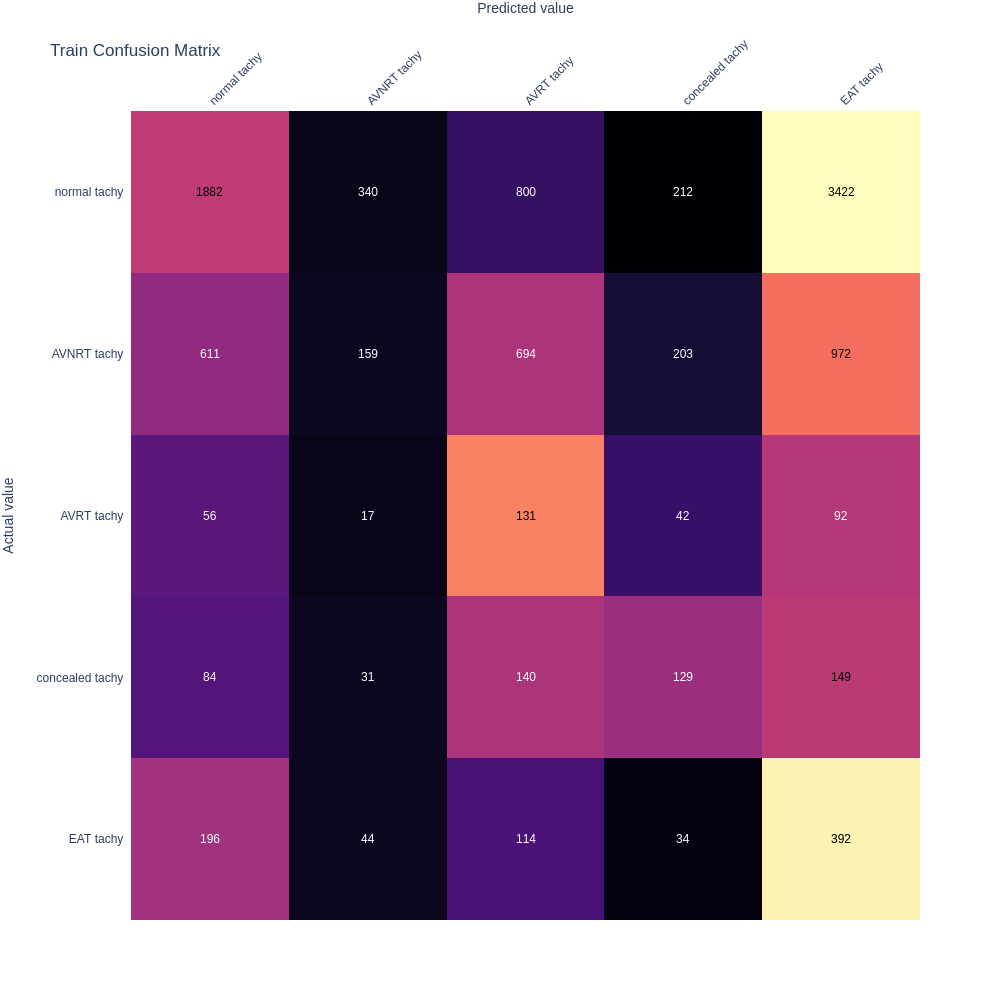 Predicted value
Train Confusion Matrix
normal tachy AVNRT tachy AVRT tachy concealed tachy EAT tachy
normal tachy 1882 340 800 212 3422
AVNRT tachy 611 159 694 203 972
Actual value
AVRT tachy 56 17 131 42 92
concealed tachy 84 31 140 129 149
EAT tachy 196 44 114 34 392